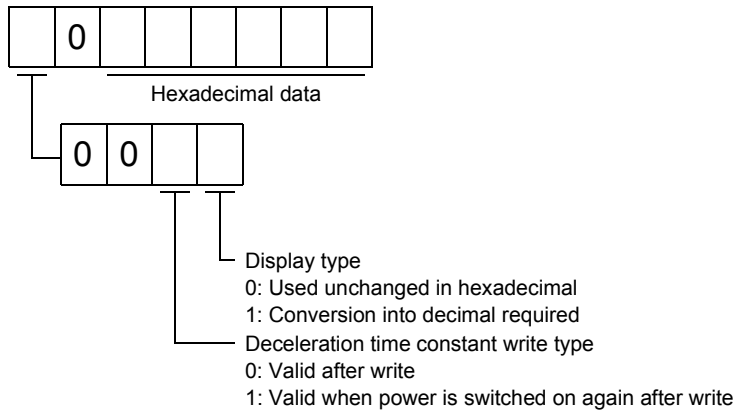 0
Hexadecimal data
0 0
Display type
0: Used unchanged in hexadecimal
1: Conversion into decimal required
Deceleration time constant write type
0: Valid after write
1: Valid when power is switched on again after write